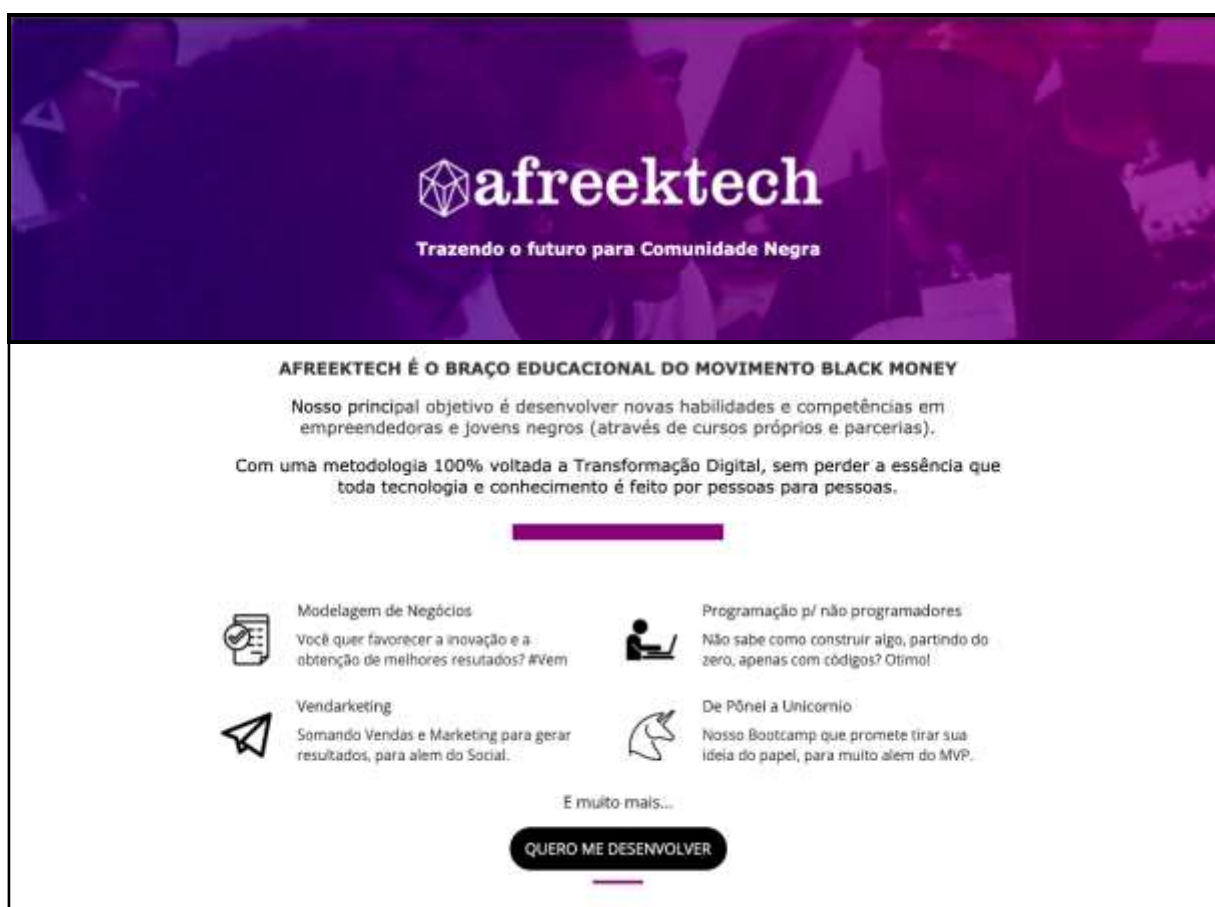 afreektech
Trazendo o futuro para Comunidade Negra
AFREEKTECH É O BRAÇO EDUCACIONAL DO MOVIMENTO BLACK MONEY
Nosso principal objetivo é desenvolver novas habilidades e competências em
empreendedoras e jovens negros (através de cursos próprios e parcerias).
Com uma metodologia 100% voltada a Transformação Digital, sem perder a essência que
toda tecnologia e conhecimento é feito por pessoas para pessoas.
Modelagem de Negócios
Você quer favorecer a inovação e a
obtenção de melhores resutados? #Vem
Programação p/ não programadores
Não sabe como construir algo, partindo do
zero, apenas com códigos? Otimo!
Vendarketing
Somando Vendas e Marketing para gerar
resultados, para alem do Social.
De Pônei a Unicornio
Nosso Bootcamp que promete tirar sua
ideia do papel, para muito alem do MVP.
E muito mais...
QUERO ME DESENVOLVER